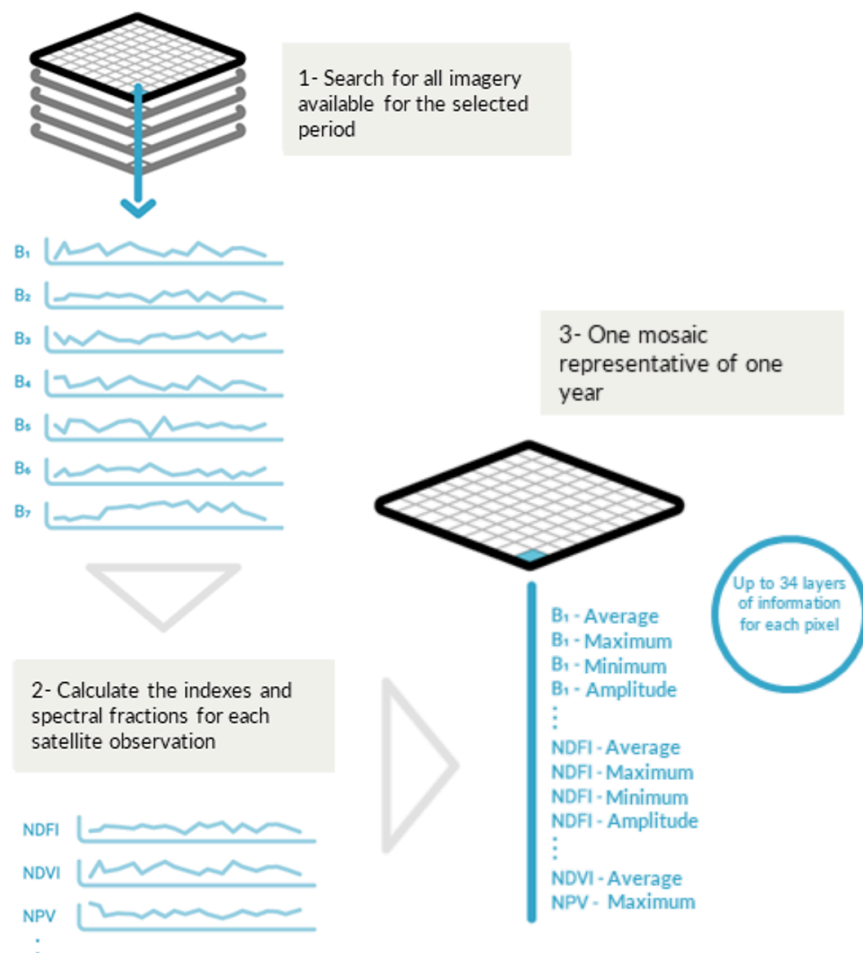 1- Search for all imagery
available for the selected
period
B₁
B₂
B₃
B₄
B₅
B₆
B₇
2- Calculate the indexes and
spectral fractions for each
satellite observation
NDFI
NDVI
NPV
3- One mosaic
representative of one
year
Up to 34 layers
of information
for each pixel
B₁ - Average
B₁ - Maximum
B₁ - Minimum
B₁ - Amplitude
NDFI - Average
NDFI - Maximum
NDFI - Minimum
NDFI - Amplitude
NDVI - Average
NPV - Maximum